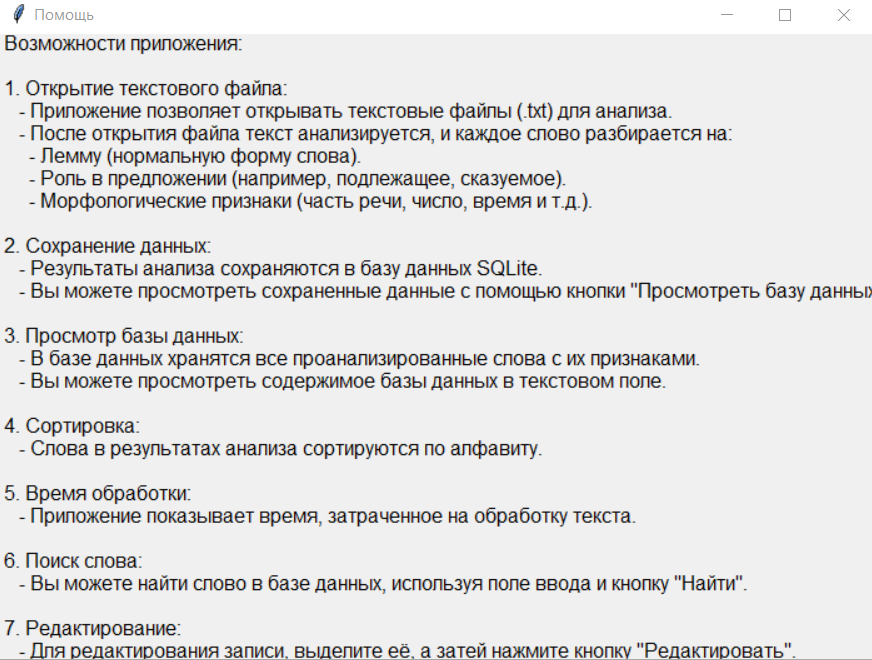 Помощь
Возможности приложения:
1. Открытие текстового файла:
- Приложение позволяет открывать текстовые файлы (.txt) для анализа.
- После открытия файла текст анализируется, и каждое слово разбирается на:
- Лемму (нормальную форму слова).
- Роль в предложении (например, подлежащее, сказуемое).
- Морфологические признаки (часть речи, число, время и т.д.).
2. Сохранение данных:
- Результаты анализа сохраняются в базу данных SQLite.
- Вы можете просмотреть сохраненные данные с помощью кнопки "Просмотреть базу данных
3. Просмотр базы данных:
- В базе данных хранятся все проанализированные слова с их признаками.
- Вы можете просмотреть содержимое базы данных в текстовом поле.
4. Сортировка:
- Слова в результатах анализа сортируются по алфавиту.
5. Время обработки:
- Приложение показывает время, затраченное на обработку текста.
6. Поиск слова:
- Вы можете найти слово в базе данных, используя поле ввода и кнопку "Найти".
7. Редактирование:
- Для редактирования записи, выделите её, а затей нажмите кнопку "Редактировать".